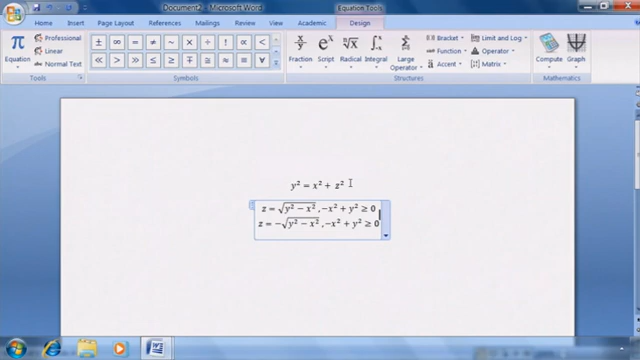 Document2 - Microsoft Word
Equation Tools
Home Insert Page Layout References Mailings Review View Academic Design
π Equation
Professional
Linear
abc Normal Text
Tools
± ∞ = ≠ ~ × ÷ ! ∝ <
≪ > ≫ ≤ ≥ ∓ ≅ ≈ ≡ ∀
Symbols
Fraction Script Radical Integral Large Operator
Bracket
Function
Accent
Limit and Log
Operator
Matrix
Structures
Compute Graph
Mathematics
y² = x² + z²
z = √(y² − x²) , −x² + y² ≥ 0
z = −√(y² − x²) , −x² + y² ≥ 0